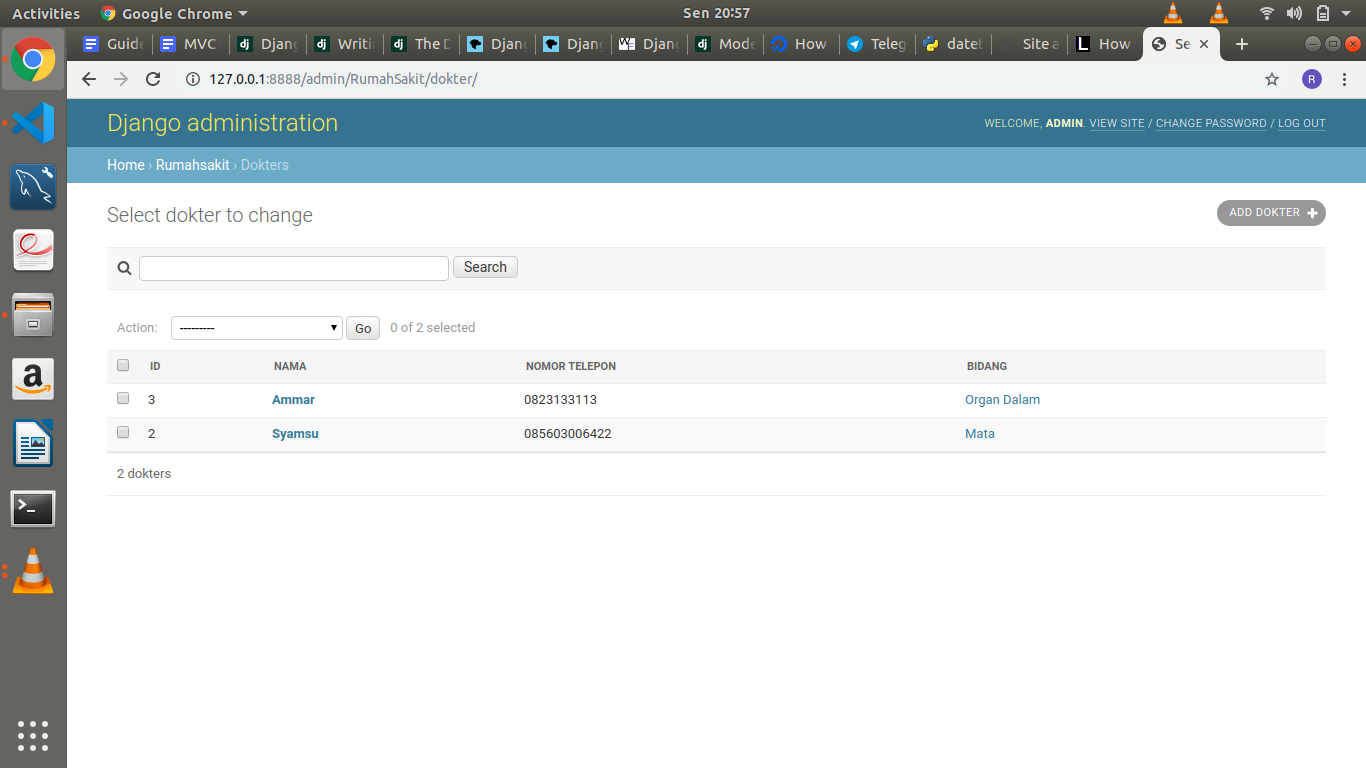 Activities Google Chrome Sen 20:57
Guide MVC Djang Writi The D Djang Djang Djang Mode How Teleg datet Site a How Se
127.0.0.1:8888/admin/RumahSakit/dokter/ R
Django administration WELCOME, ADMIN. VIEW SITE / CHANGE PASSWORD / LOG OUT
Home › Rumahsakit › Dokters
Select dokter to change ADD DOKTER +
Search
Action: --------- Go 0 of 2 selected
ID NAMA NOMOR TELEPON BIDANG
3 Ammar 0823133113 Organ Dalam
2 Syamsu 085603006422 Mata
2 dokters